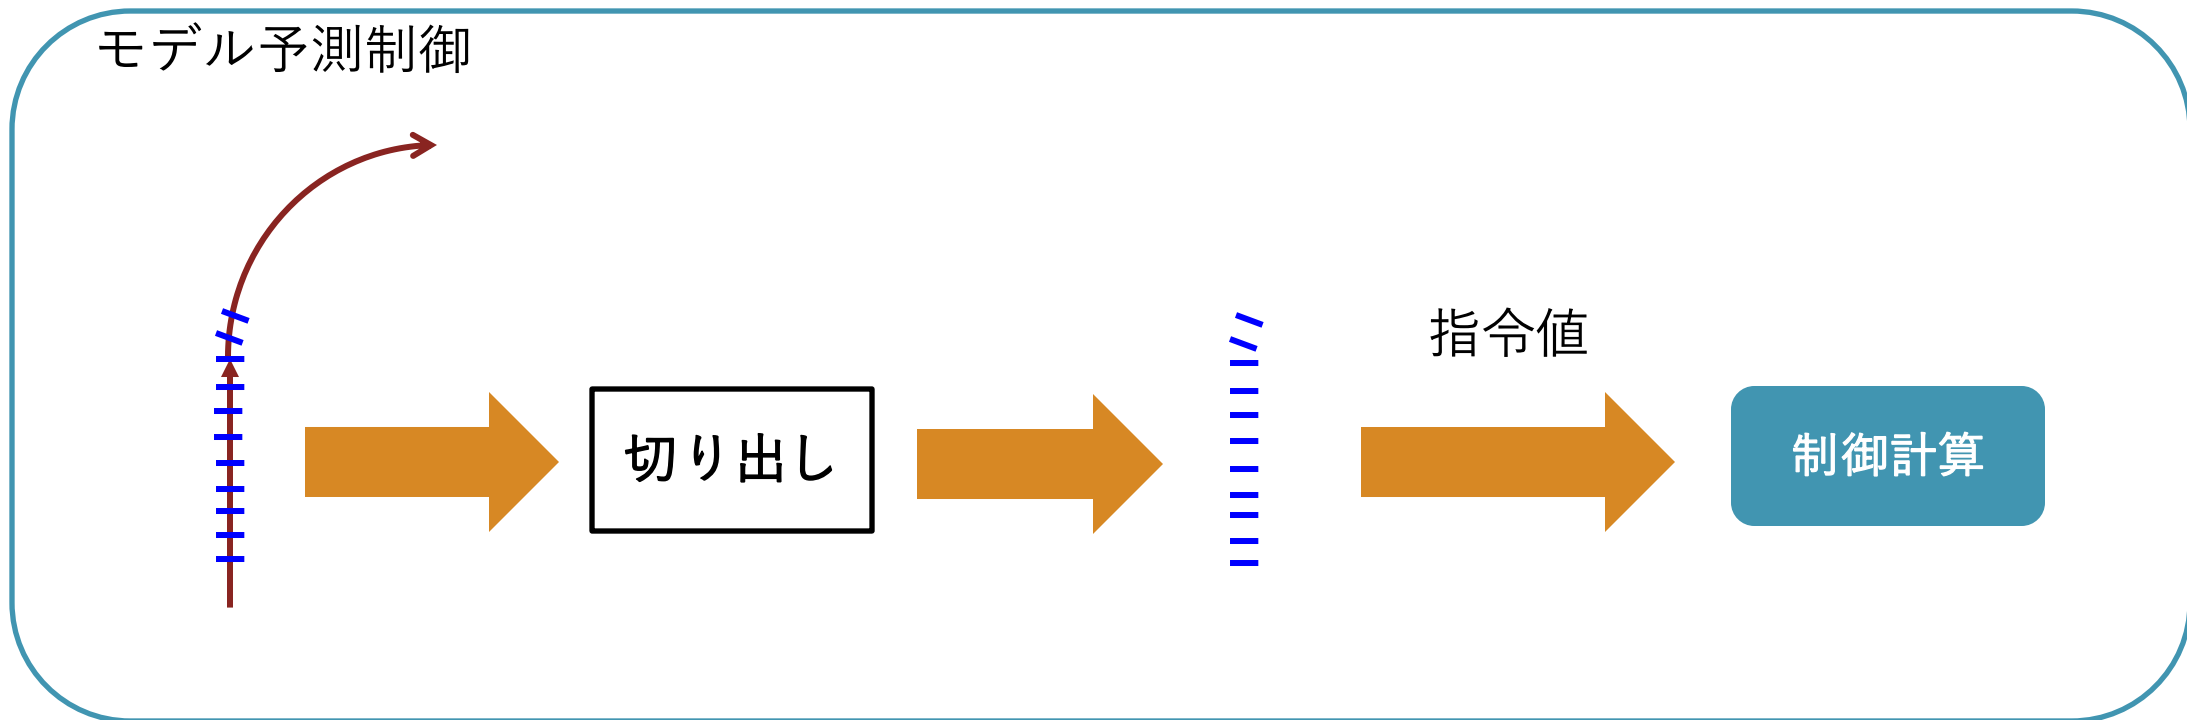 モデル予測制御
指令値
切り出し
制御計算